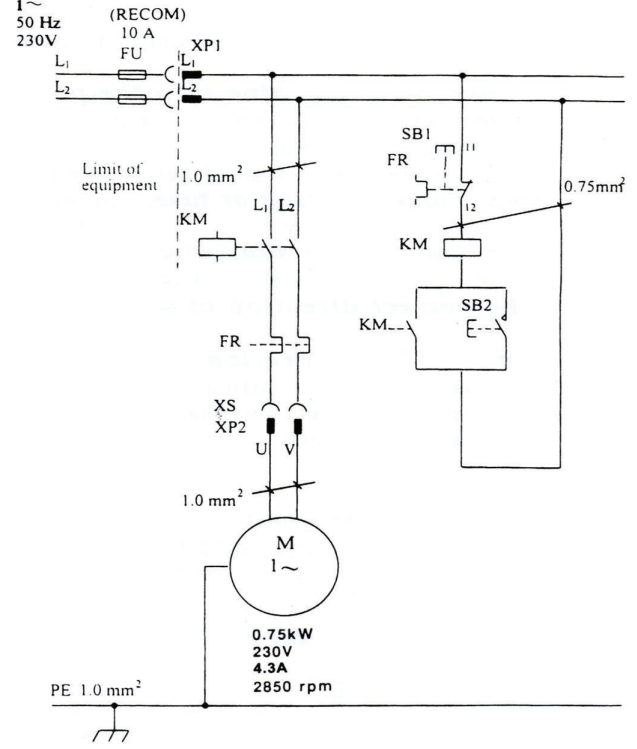 1~
50 Hz
230V
(RECOM)
10 A
FU
XP1
L1
L1
L2
L2
Limit of
equipment
1.0 mm²
L1 L2
KM
SB1
11
FR
12
0.75mm²
KM
SB2
KM
FR
XS
XP2
U V
1.0 mm²
M
1~
0.75kW
230V
4.3A
2850 rpm
PE 1.0 mm²